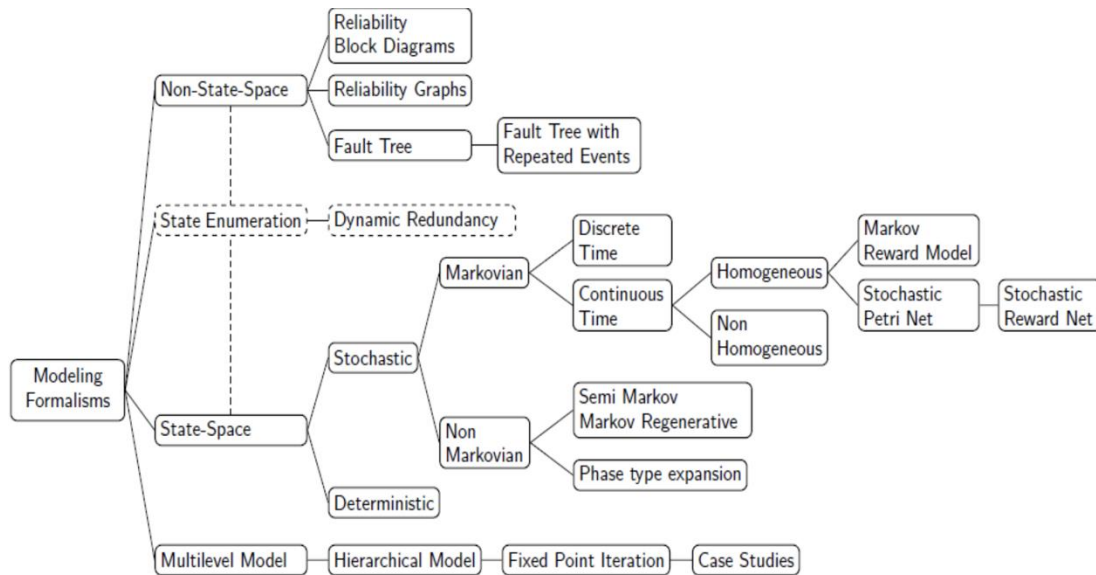 Reliability
Block Diagrams
Non-State-Space
Reliability Graphs
Fault Tree
Fault Tree with
Repeated Events
State Enumeration
Dynamic Redundancy
Discrete
Time
Markov
Reward Model
Markovian
Homogeneous
Continuous
Time
Stochastic
Petri Net
Stochastic
Reward Net
Non
Homogeneous
Stochastic
Modeling
Formalisms
Semi Markov
Markov Regenerative
State-Space
Non
Markovian
Phase type expansion
Deterministic
Multilevel Model
Hierarchical Model
Fixed Point Iteration
Case Studies